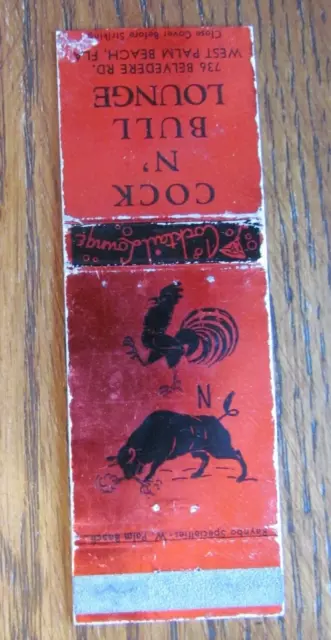 COCK
N'
BULL
LOUNGE
736 BELVEDERE RD.
WEST PALM BEACH, FLA.
Close Cover Before Striking
Cocktail Lounge
N
Raynbo Specialties - W. Palm Beach